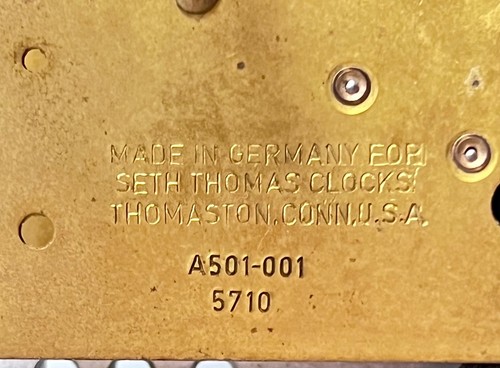 MADE IN GERMANY FOR
SETH THOMAS CLOCKS
THOMASTON, CONN. U.S.A.
A501-001
5710